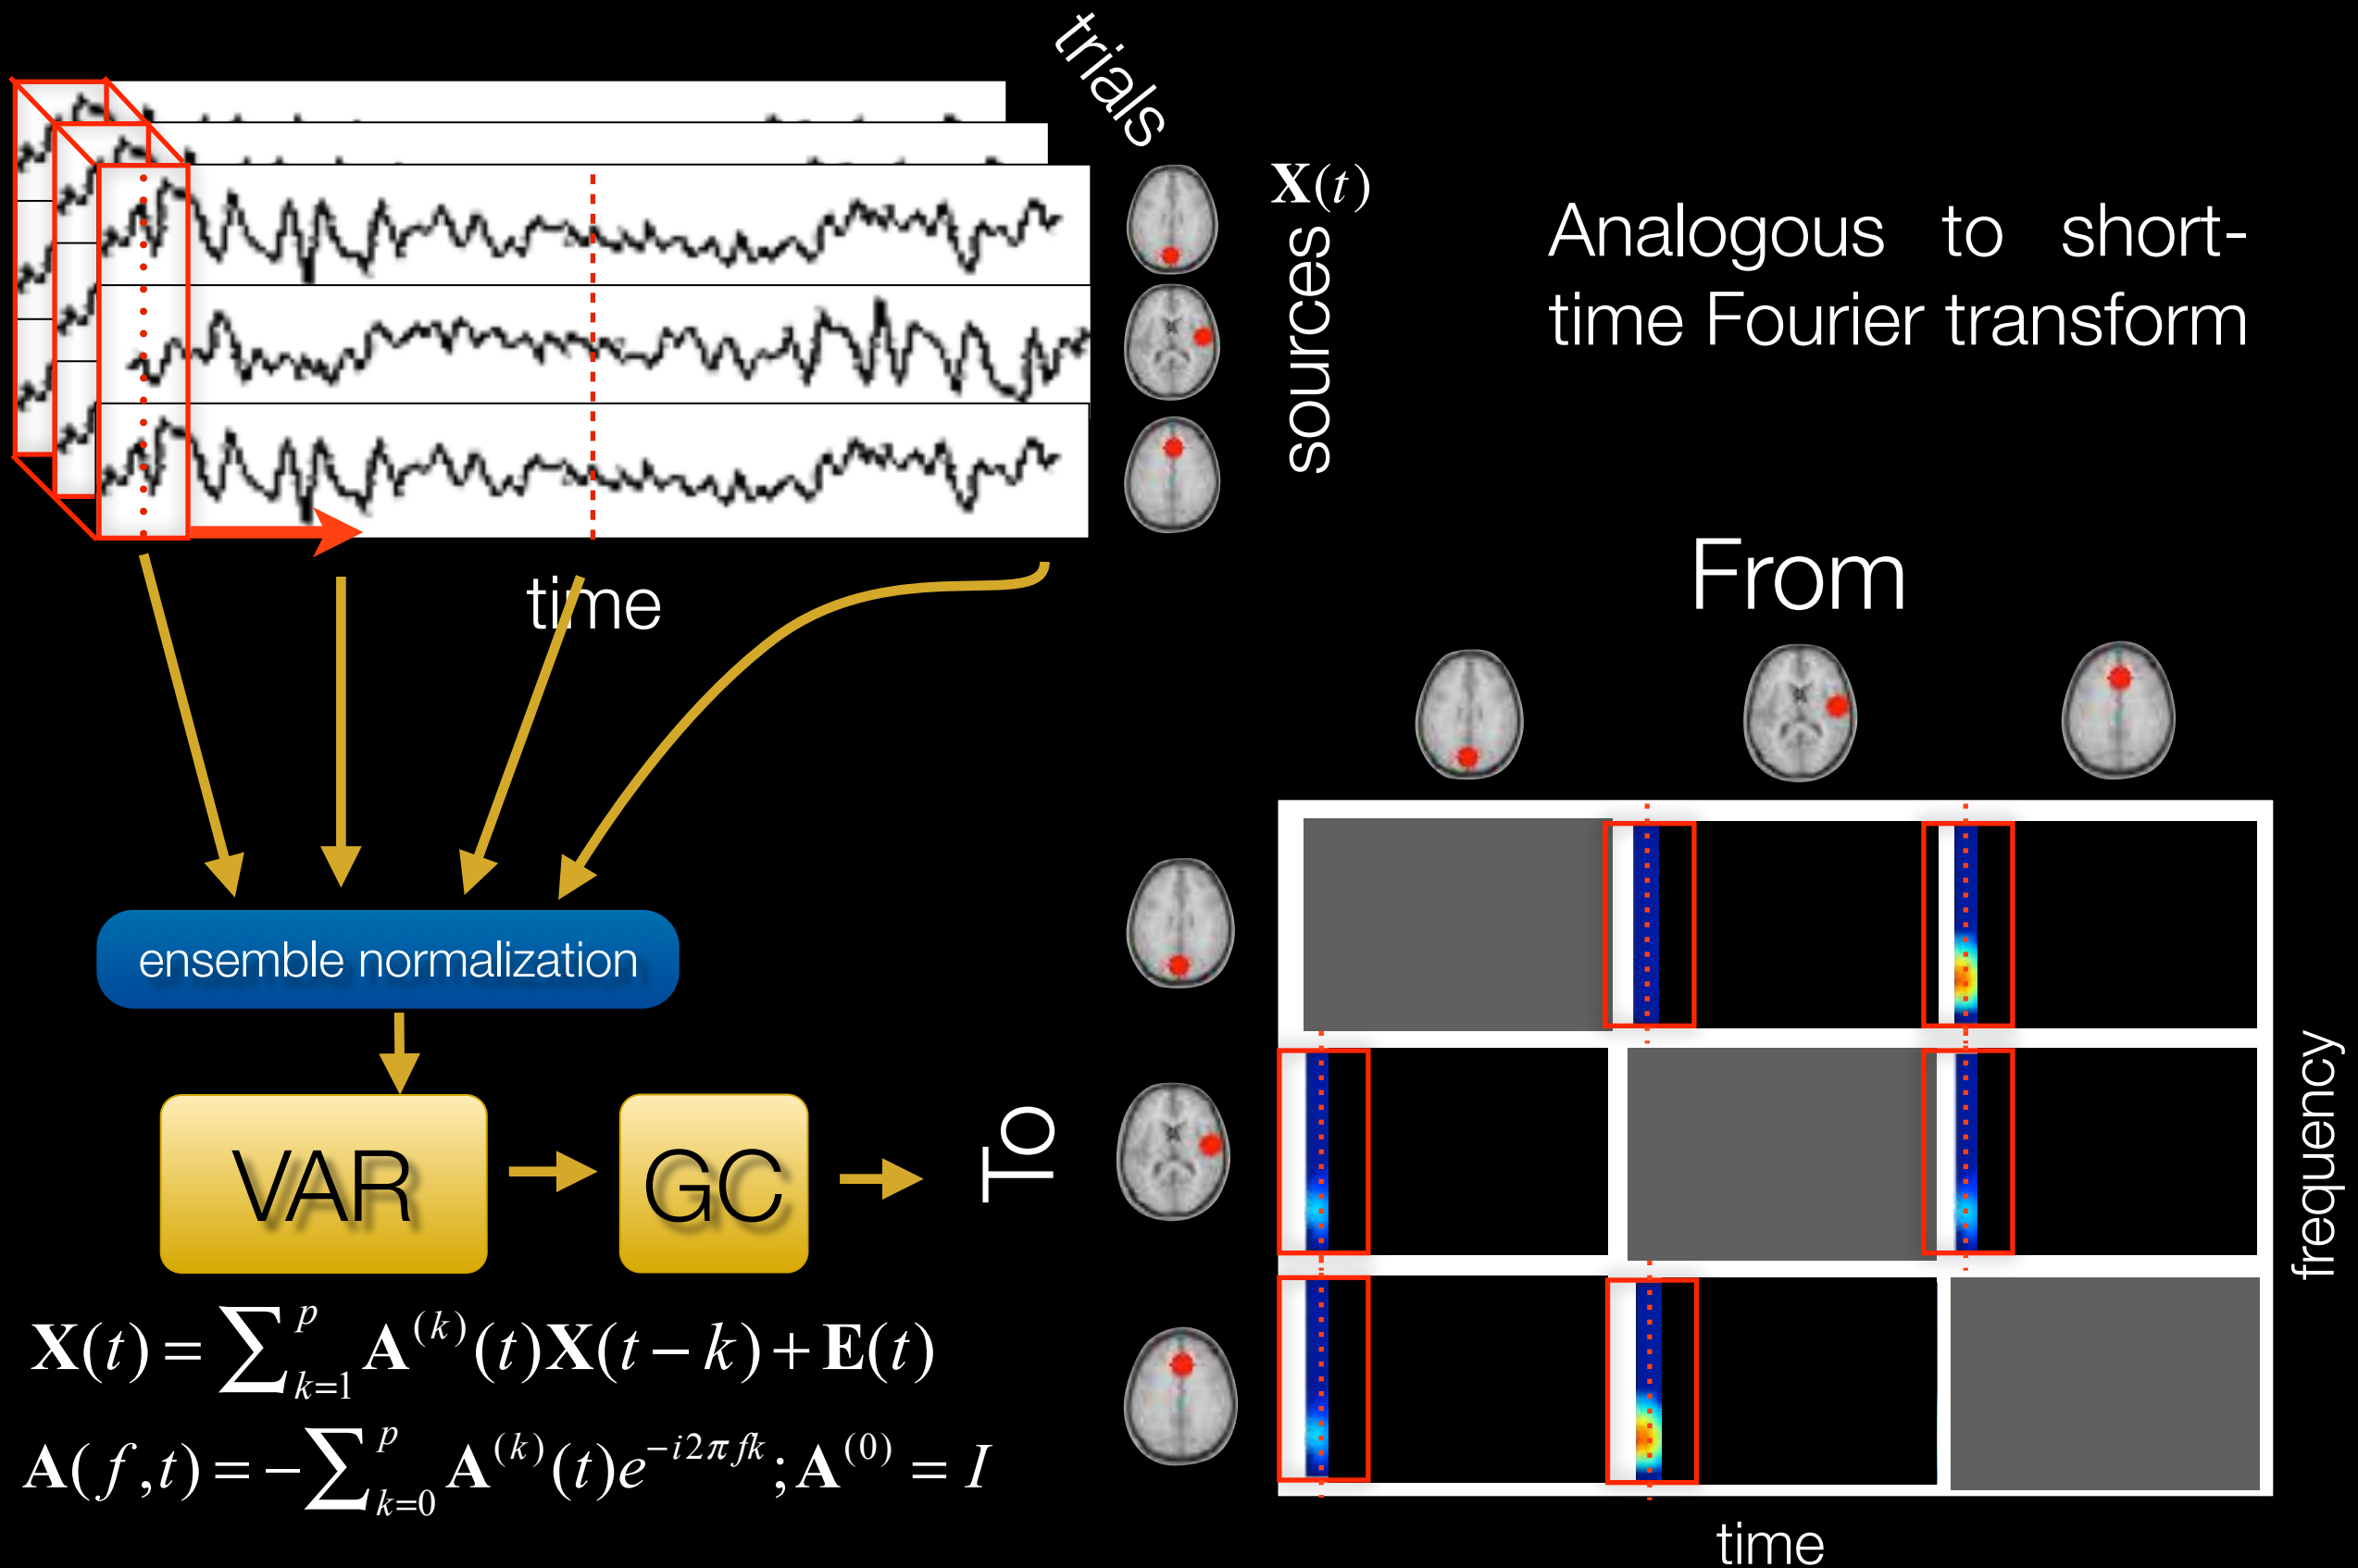 trials
X(t)
sources
Analogous to short-
time Fourier transform
time
From
ensemble normalization
VAR
GC
To
frequency
X(t) = ∑_{k=1}^{p} A^{(k)}(t)X(t − k) + E(t)
A(f,t) = −∑_{k=0}^{p} A^{(k)}(t)e^{−i2πfk}; A^{(0)} = I
time